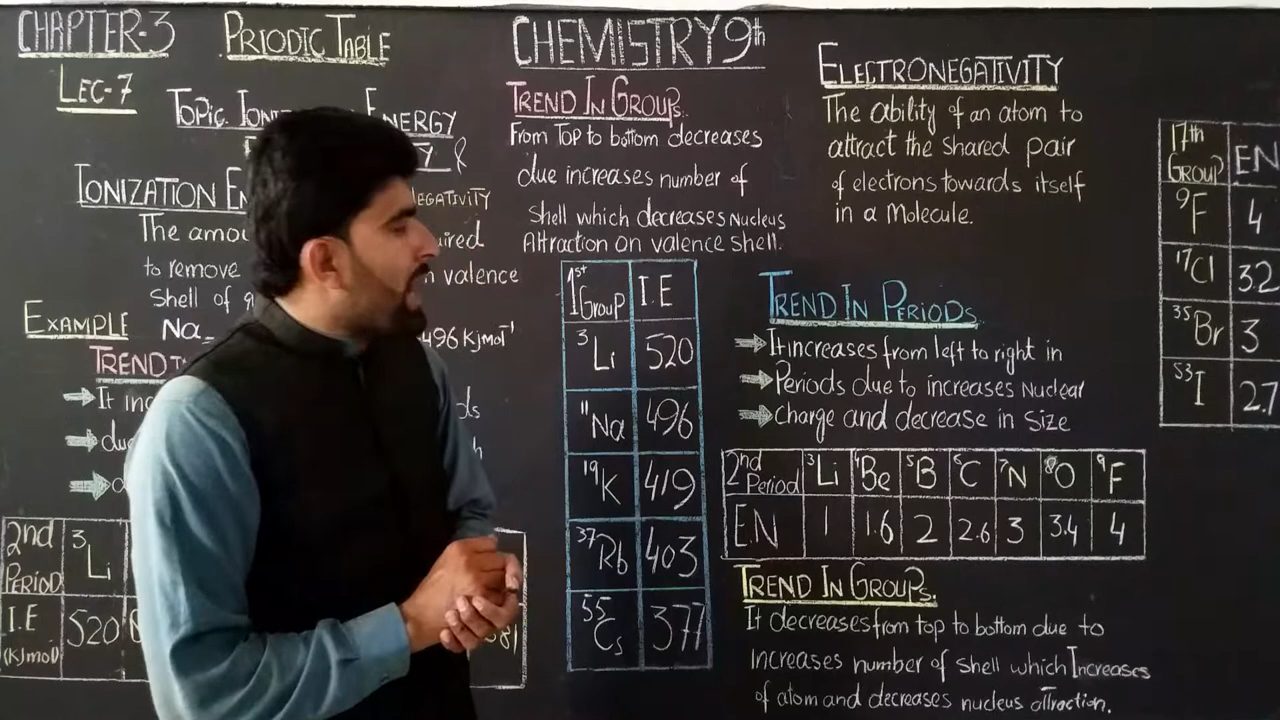 CHAPTER-3
PRIODIC TABLE
LEC-7
TOPIC ENERGY
&
IONIZATION EGATIVITY
The
to remove valence
Shell of
EXAMPLE Na 496 KJmol⁻¹
TREND
It
2nd PERIOD ³Li
I.E (KJmol) 520
CHEMISTRY 9th
TREND IN GROUPS.
From Top to bottom decreases
due increases number of
Shell which decreases Nucleus
Attraction on valence shell.
1st GROUP I.E
³Li 520
¹¹Na 496
¹⁹K 419
³⁷Rb 403
⁵⁵Cs 377
ELECTRONEGATIVITY
The ability of an atom to
attract the shared pair
of electrons towards itself
in a Molecule.
TREND IN PERIODS
It increases from left to right in
Periods due to increases Nuclear
Charge and decrease in Size
2nd Period ³Li ⁴Be ⁵B ⁶C ⁷N ⁸O ⁹F
E.N 1 1.6 2 2.6 3 3.4 4
TREND IN GROUPS.
It decreases from top to bottom due to
increases number of shell which Increases
of atom and decreases nucleus attraction.
17th GROUP EN
⁹F 4
¹⁷Cl 32
³⁵Br 3
⁵³I 2.7